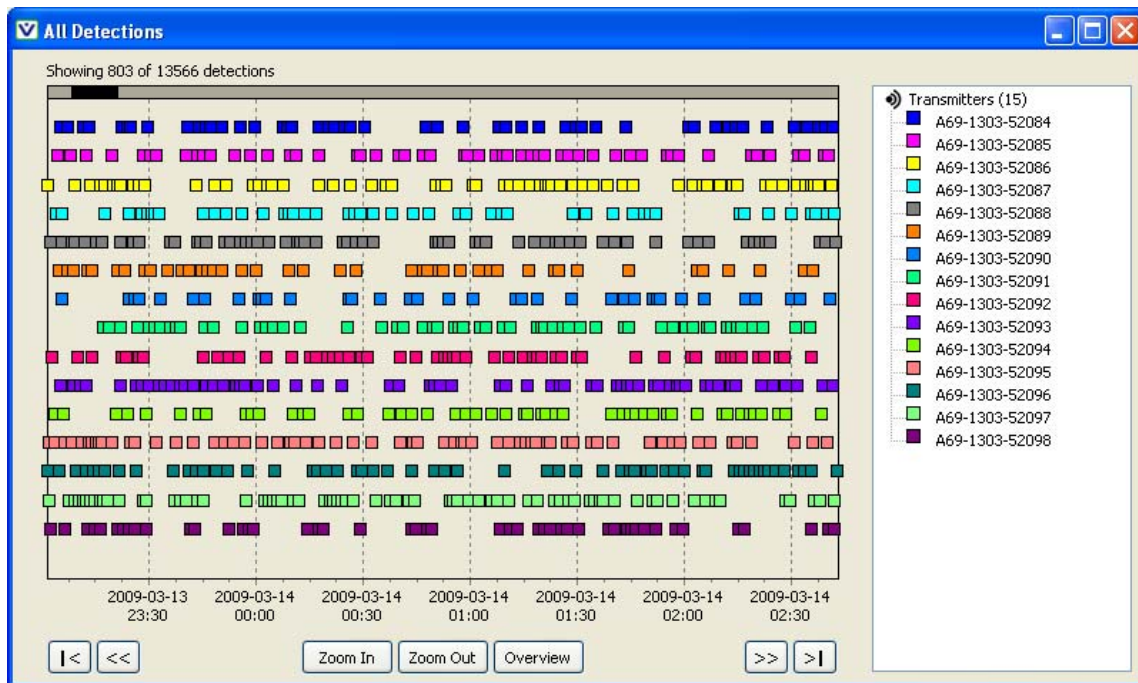 All Detections
Showing 803 of 13566 detections
Transmitters (15)
A69-1303-52084
A69-1303-52085
A69-1303-52086
A69-1303-52087
A69-1303-52088
A69-1303-52089
A69-1303-52090
A69-1303-52091
A69-1303-52092
A69-1303-52093
A69-1303-52094
A69-1303-52095
A69-1303-52096
A69-1303-52097
A69-1303-52098
2009-03-13 2009-03-14 2009-03-14 2009-03-14 2009-03-14 2009-03-14 2009-03-14
23:30 00:00 00:30 01:00 01:30 02:00 02:30
|< << Zoom In Zoom Out Overview >> >|